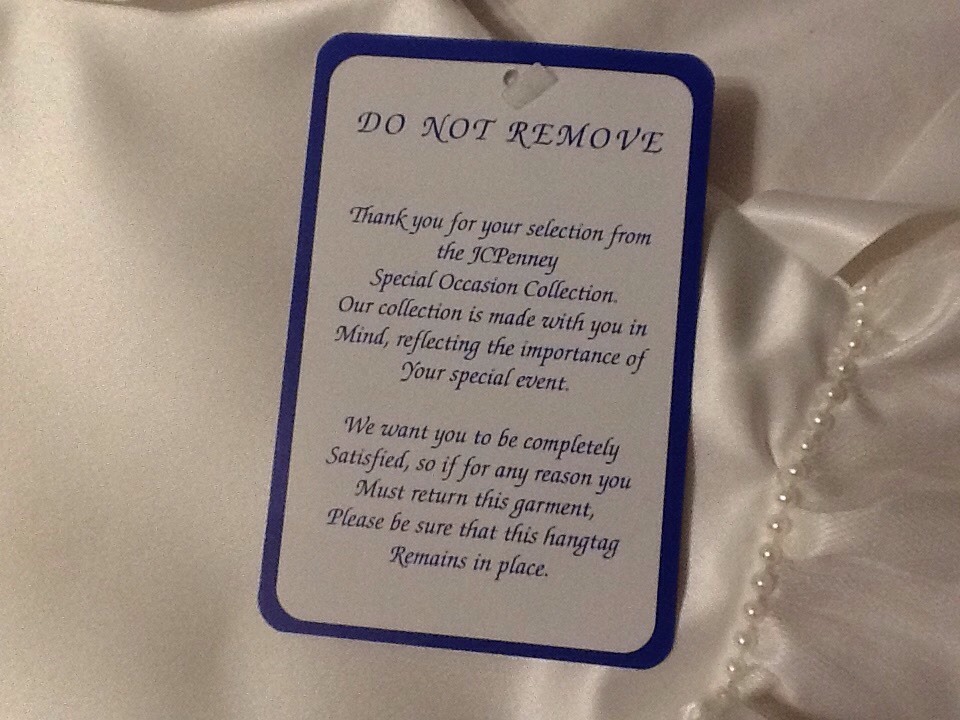 DO NOT REMOVE
Thank you for your selection from
the JCPenney
Special Occasion Collection.
Our collection is made with you in
Mind, reflecting the importance of
Your special event.
We want you to be completely
Satisfied, so if for any reason you
Must return this garment,
Please be sure that this hangtag
Remains in place.